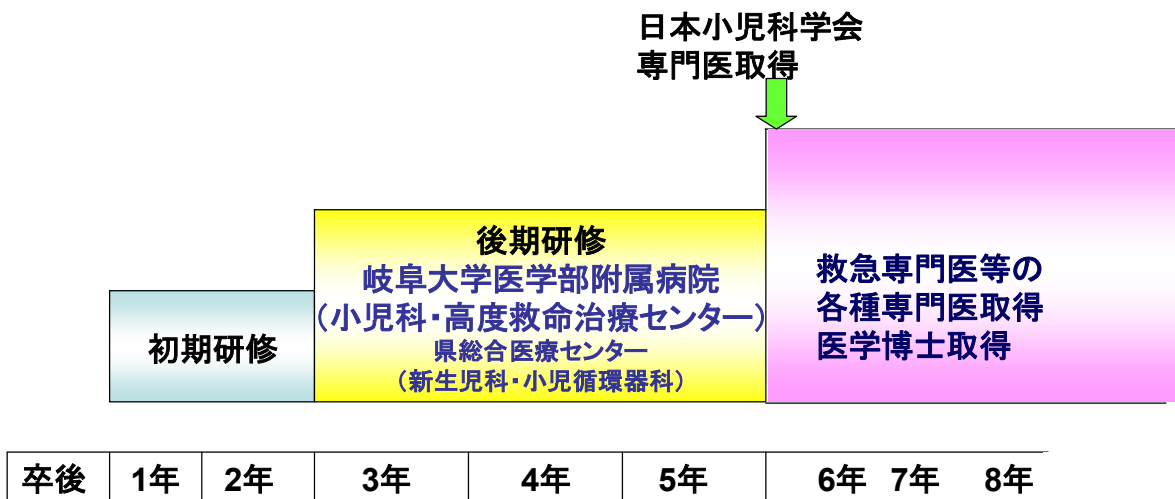 日本小児科学会
専門医取得
後期研修
岐阜大学医学部附属病院
（小児科・高度救命治療センター）
県総合医療センター
（新生児科・小児循環器科）
初期研修
救急専門医等の
各種専門医取得
医学博士取得
卒後 1年 2年 3年 4年 5年 6年 7年 8年